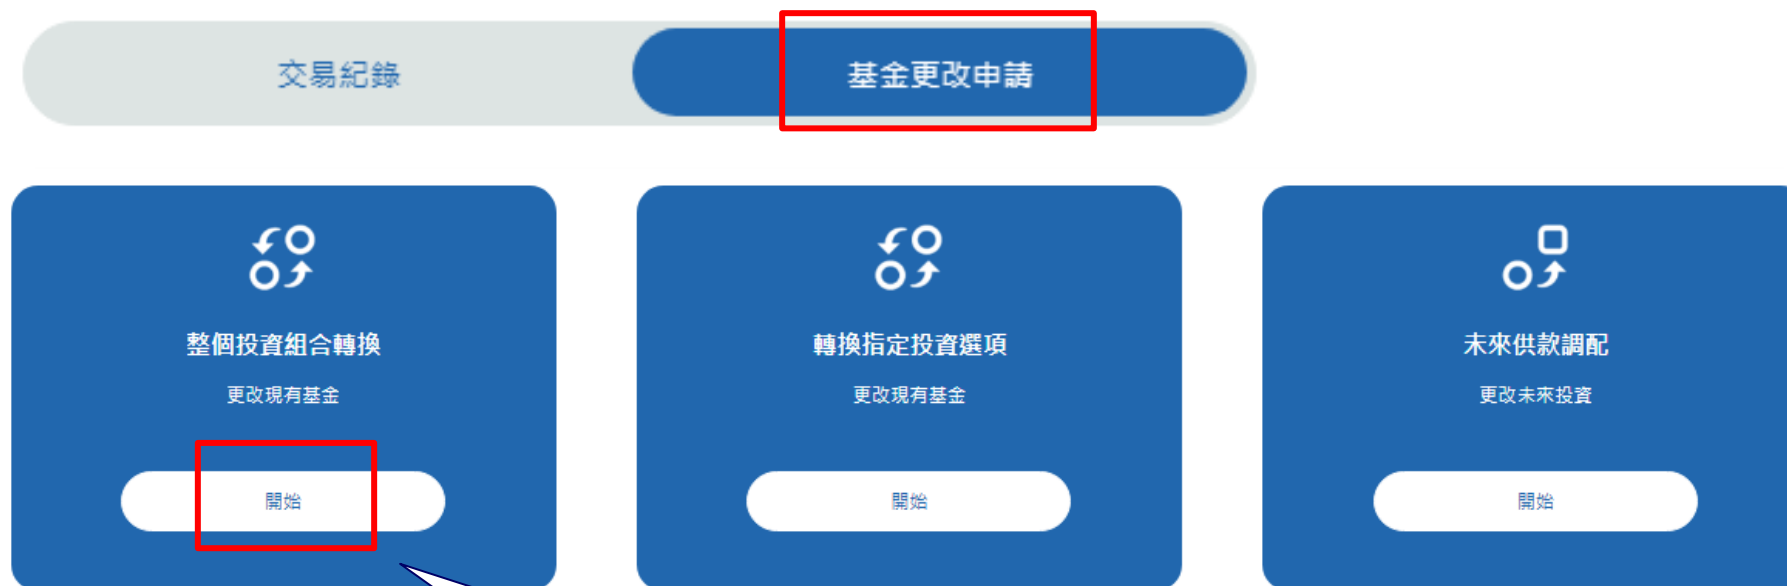 交易紀錄
基金更改申請
整個投資組合轉換
更改現有基金
開始
轉換指定投資選項
更改現有基金
開始
未來供款調配
更改未來投資
開始